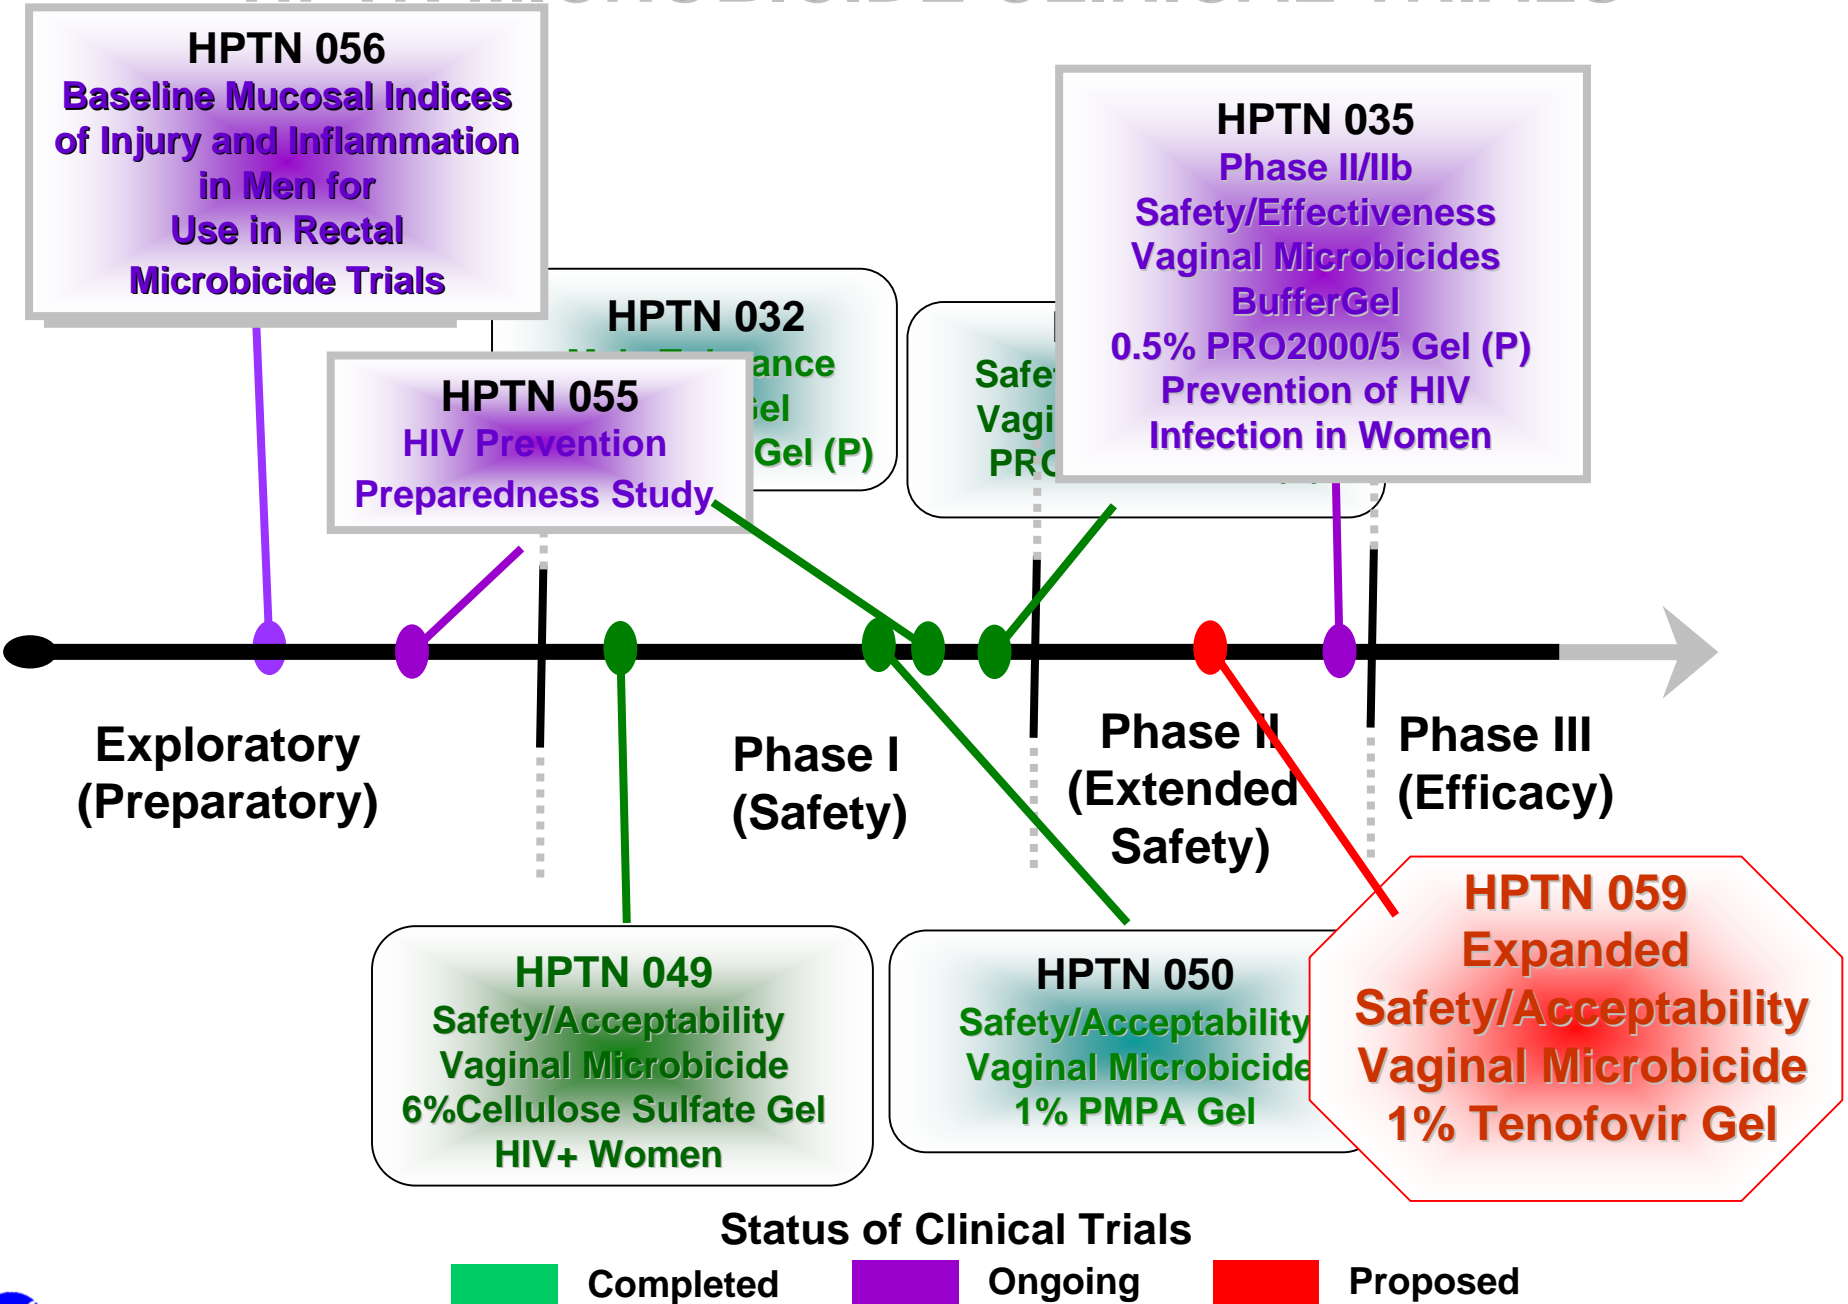 MICROBICIDE CLINICAL TRIALS
HPTN 056
Baseline Mucosal Indices
of Injury and Inflammation
in Men for
Use in Rectal
Microbicide Trials
HPTN 035
Phase II/IIb
Safety/Effectiveness
Vaginal Microbicides
BufferGel
0.5% PRO2000/5 Gel (P)
Prevention of HIV
Infection in Women
HPTN 032
Gel (P)
HPTN 055
HIV Prevention
Preparedness Study
Exploratory
(Preparatory)
Phase I
(Safety)
Phase II
(Extended
Safety)
Phase III
(Efficacy)
HPTN 049
Safety/Acceptability
Vaginal Microbicide
6%Cellulose Sulfate Gel
HIV+ Women
HPTN 050
Safety/Acceptability
Vaginal Microbicide
1% PMPA Gel
HPTN 059
Expanded
Safety/Acceptability
Vaginal Microbicide
1% Tenofovir Gel
Status of Clinical Trials
Completed
Ongoing
Proposed